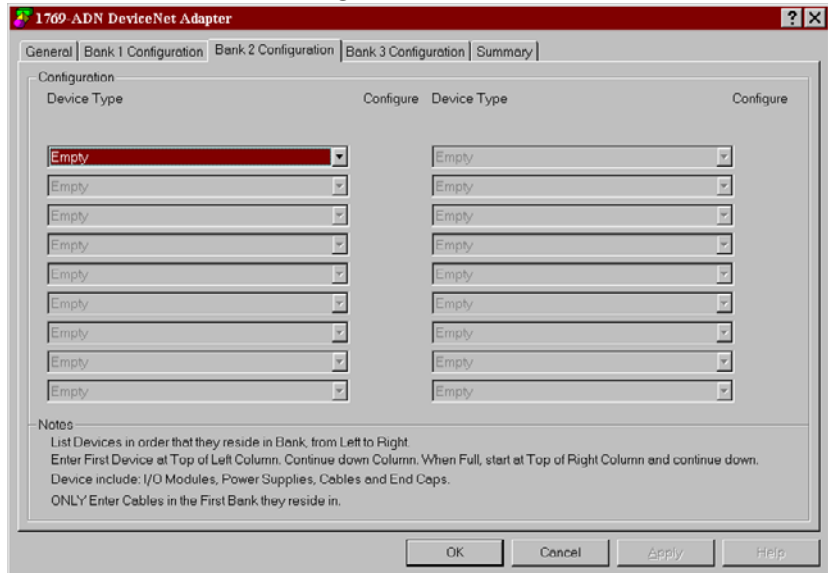 1769-ADN DeviceNet Adapter
General Bank 1 Configuration Bank 2 Configuration Bank 3 Configuration Summary
Configuration
Device Type Configure Device Type Configure
Empty Empty
Empty Empty
Empty Empty
Empty Empty
Empty Empty
Empty Empty
Empty Empty
Empty Empty
Empty Empty
Notes
List Devices in order that they reside in Bank, from Left to Right.
Enter First Device at Top of Left Column. Continue down Column. When Full, start at Top of Right Column and continue down.
Device include: I/O Modules, Power Supplies, Cables and End Caps.
ONLY Enter Cables in the First Bank they reside in.
OK Cancel Apply Help